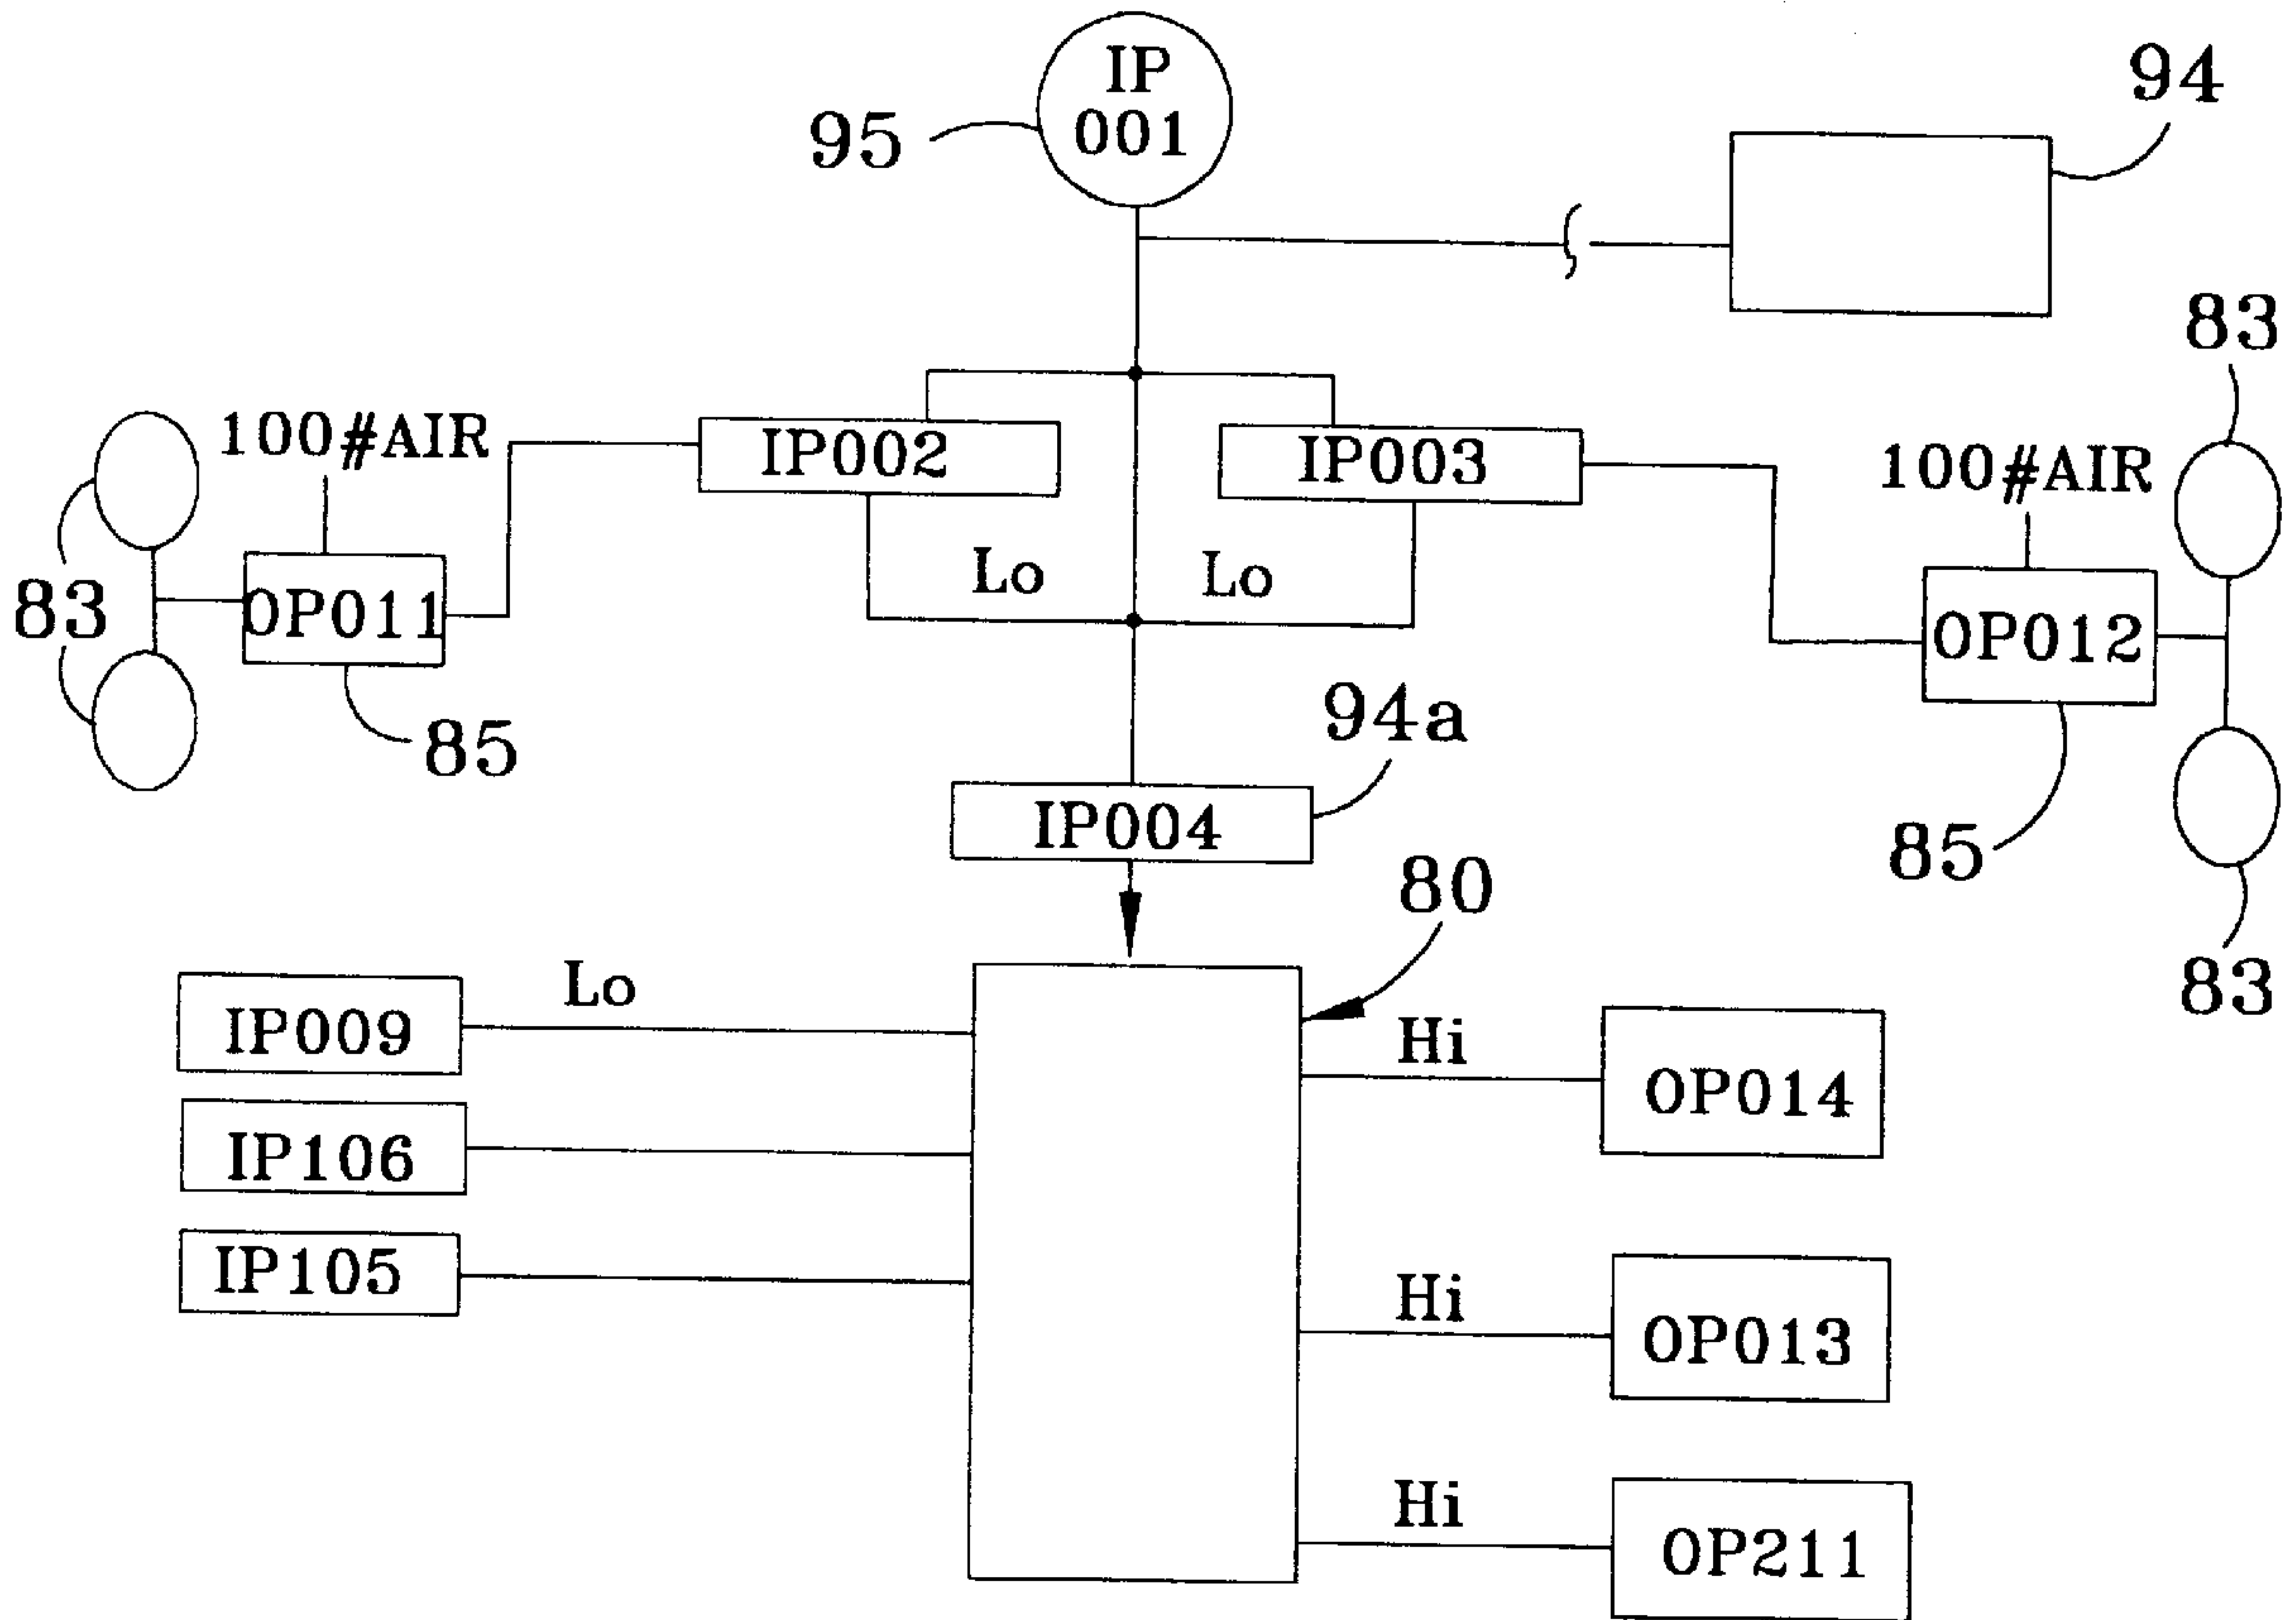 IP
001
95
94
83
100#AIR
IP002
IP003
100#AIR
Lo
Lo
83
OP011
OP012
85
94a
IP004
85
80
83
Lo
IP009
Hi
OP014
IP106
IP105
Hi
OP013
Hi
OP211